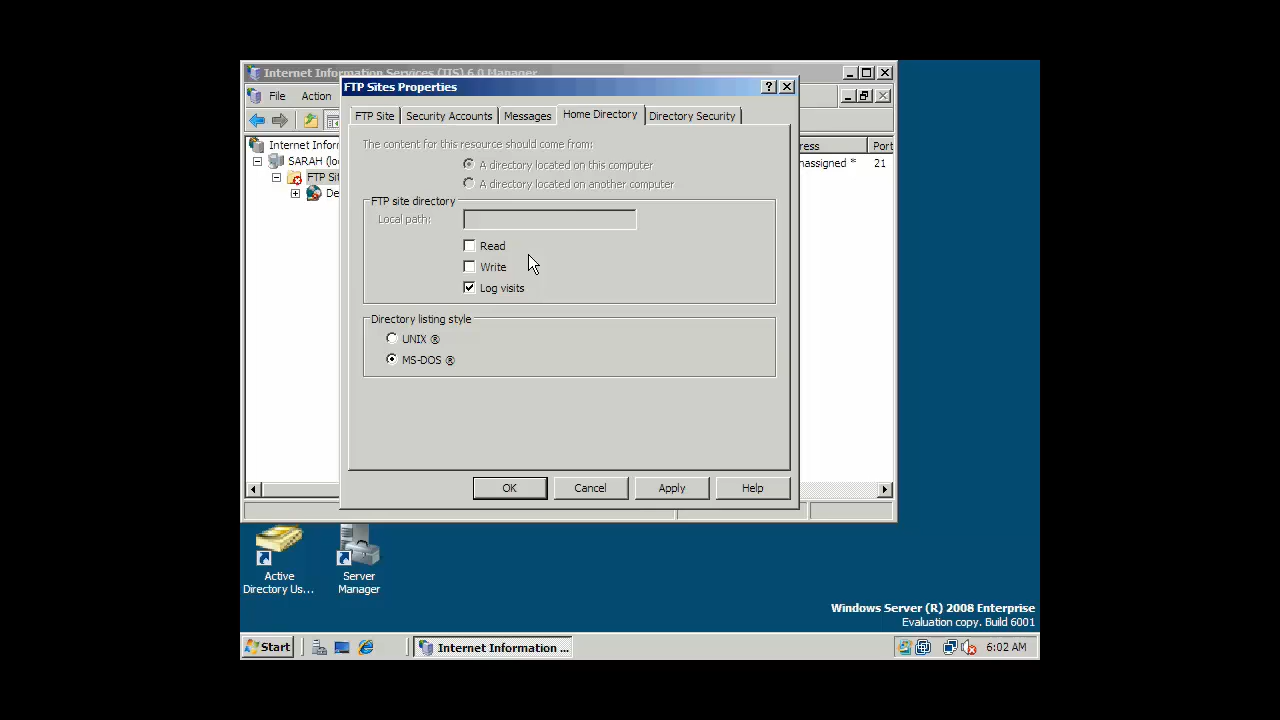 Internet Information Services (IIS) 6.0 Manager
FTP Sites Properties
File Action
FTP Site Security Accounts Messages Home Directory Directory Security
The content for this resource should come from:
A directory located on this computer
A directory located on another computer
FTP site directory
Local path:
Read
Write
Log visits
Directory listing style
UNIX ®
MS-DOS ®
OK Cancel Apply Help
Internet Infor
SARAH (lo
FTP Sit
De
ress Port
nassigned * 21
Active
Directory Us...
Server
Manager
Windows Server (R) 2008 Enterprise
Evaluation copy. Build 6001
Start Internet Information ... 6:02 AM